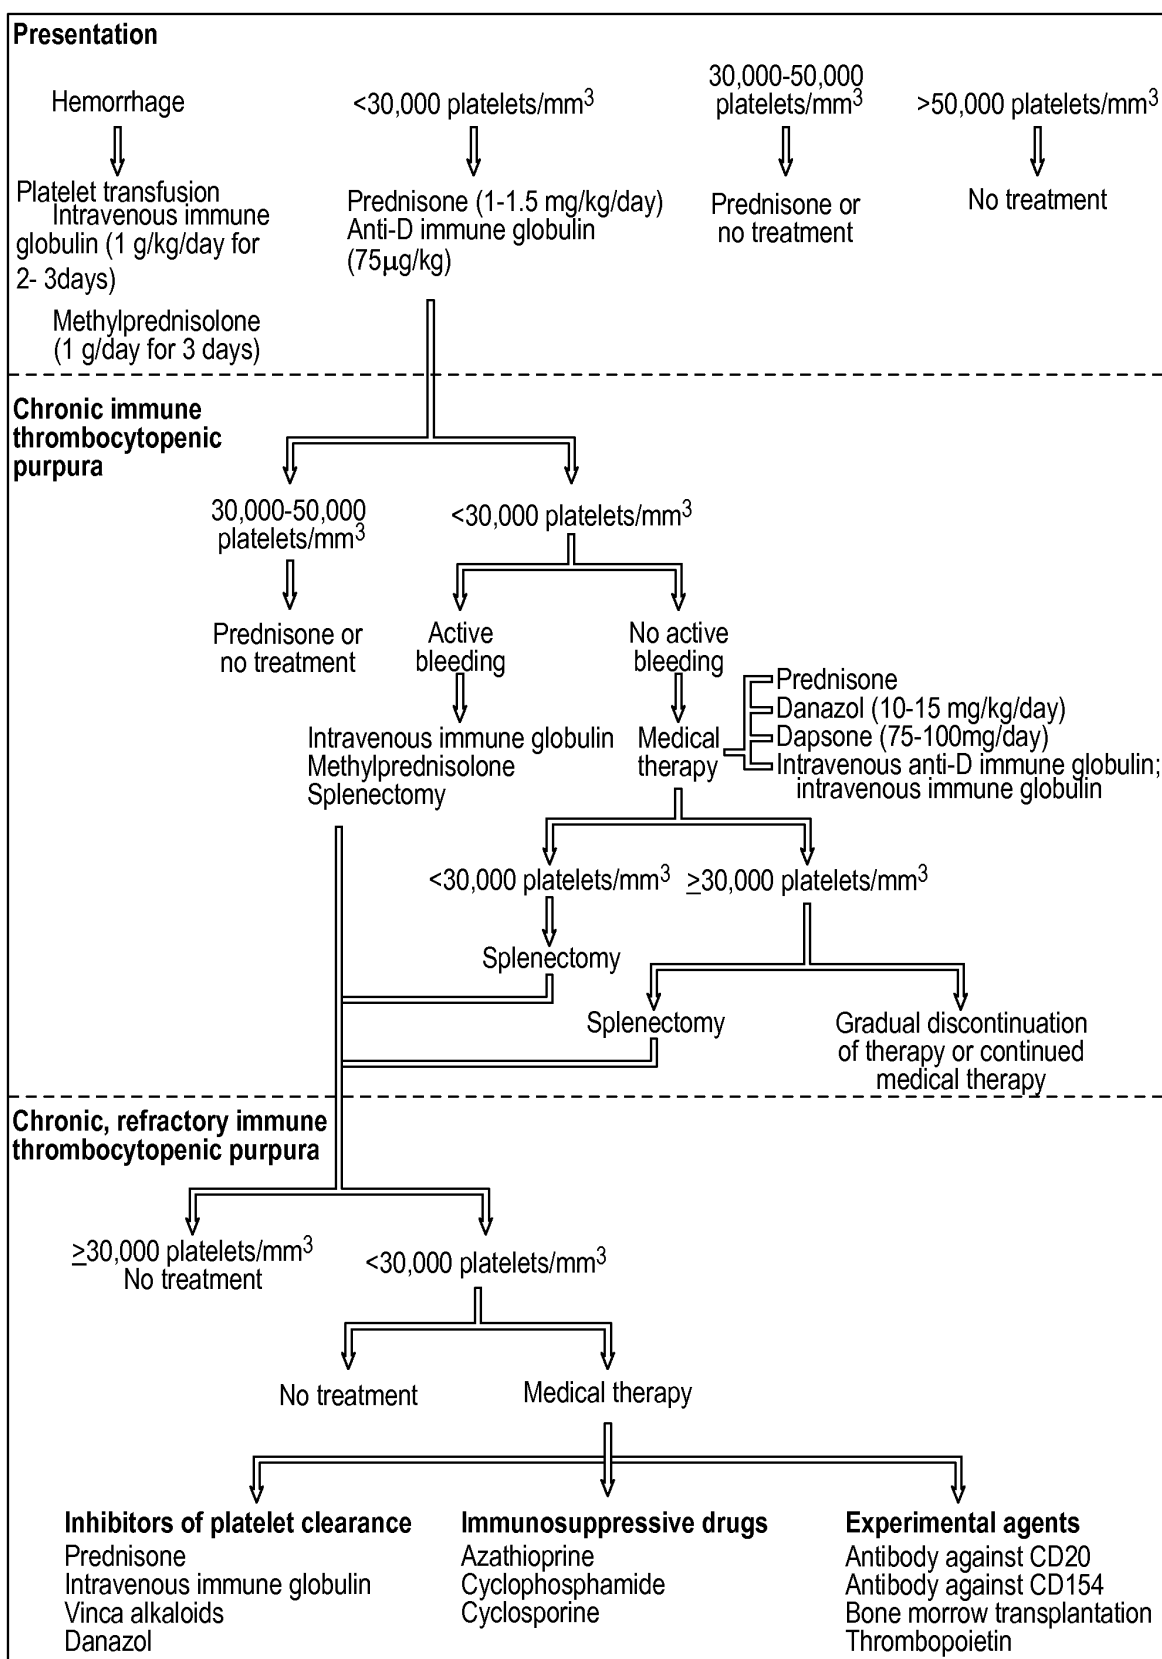 Presentation
Hemorrhage
<30,000 platelets/mm³
30,000-50,000
platelets/mm³
>50,000 platelets/mm³
Platelet transfusion
Intravenous immune
globulin (1 g/kg/day for
2- 3days)
Methylprednisolone
(1 g/day for 3 days)
Prednisone (1-1.5 mg/kg/day)
Anti-D immune globulin
(75µg/kg)
Prednisone or
no treatment
No treatment
Chronic immune
thrombocytopenic
purpura
30,000-50,000
platelets/mm³
<30,000 platelets/mm³
Prednisone or
no treatment
Active
bleeding
No active
bleeding
Intravenous immune globulin
Methylprednisolone
Splenectomy
Medical
therapy
Prednisone
Danazol (10-15 mg/kg/day)
Dapsone (75-100mg/day)
Intravenous anti-D immune globulin;
intravenous immune globulin
<30,000 platelets/mm³
≥30,000 platelets/mm³
Splenectomy
Splenectomy
Gradual discontinuation
of therapy or continued
medical therapy
Chronic, refractory immune
thrombocytopenic purpura
≥30,000 platelets/mm³
No treatment
<30,000 platelets/mm³
No treatment
Medical therapy
Inhibitors of platelet clearance
Prednisone
Intravenous immune globulin
Vinca alkaloids
Danazol
Immunosuppressive drugs
Azathioprine
Cyclophosphamide
Cyclosporine
Experimental agents
Antibody against CD20
Antibody against CD154
Bone morrow transplantation
Thrombopoietin